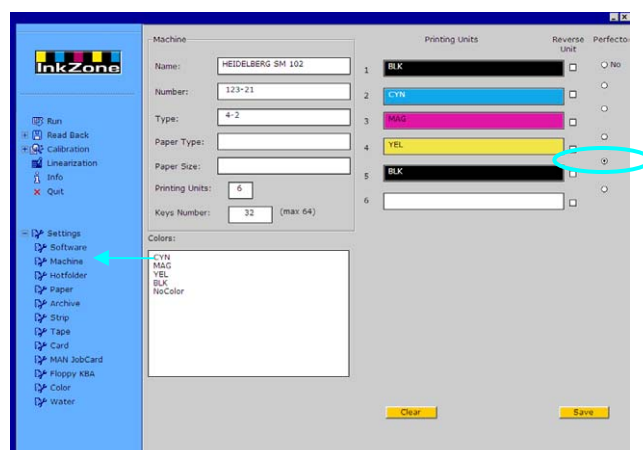 InkZone
Run
Read Back
Calibration
Linearization
Info
Quit
Settings
Software
Machine
Hotfolder
Paper
Archive
Strip
Tape
Card
MAN JobCard
Floppy KBA
Color
Water
Machine
Name: HEIDELBERG SM 102
Number: 123-21
Type: 4-2
Paper Type:
Paper Size:
Printing Units: 6
Keys Number: 32 (max 64)
Colors:
CYN
MAG
YEL
BLK
NoColor
Printing Units Reverse Unit Perfecto
1 BLK No
2 CYN
3 MAG
4 YEL
5 BLK
6
Clear Save